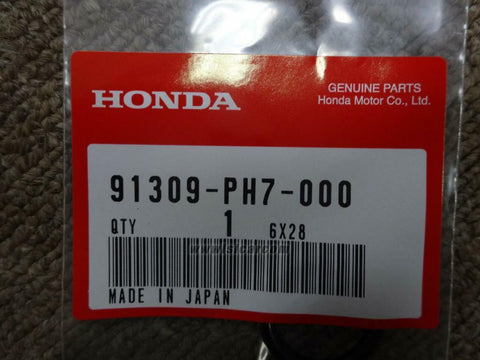 GENUINE PARTS
HONDA
Honda Motor Co., Ltd.
91309-PH7-000
QTY 1 6X28
MADE IN JAPAN